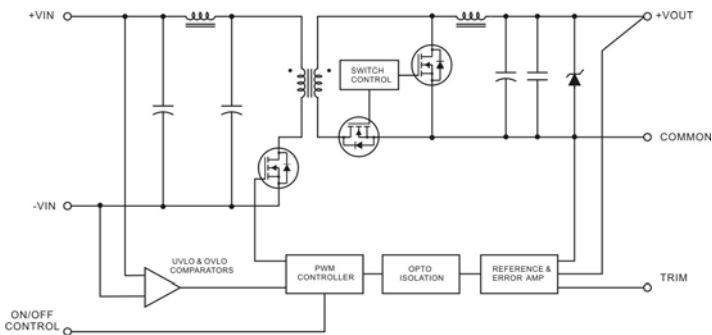 +VIN
+VOUT
SWITCH
CONTROL
COMMON
-VIN
UVLO & OVLO
COMPARATORS
PWM
CONTROLLER
OPTO
ISOLATION
REFERENCE &
ERROR AMP
TRIM
ON/OFF
CONTROL